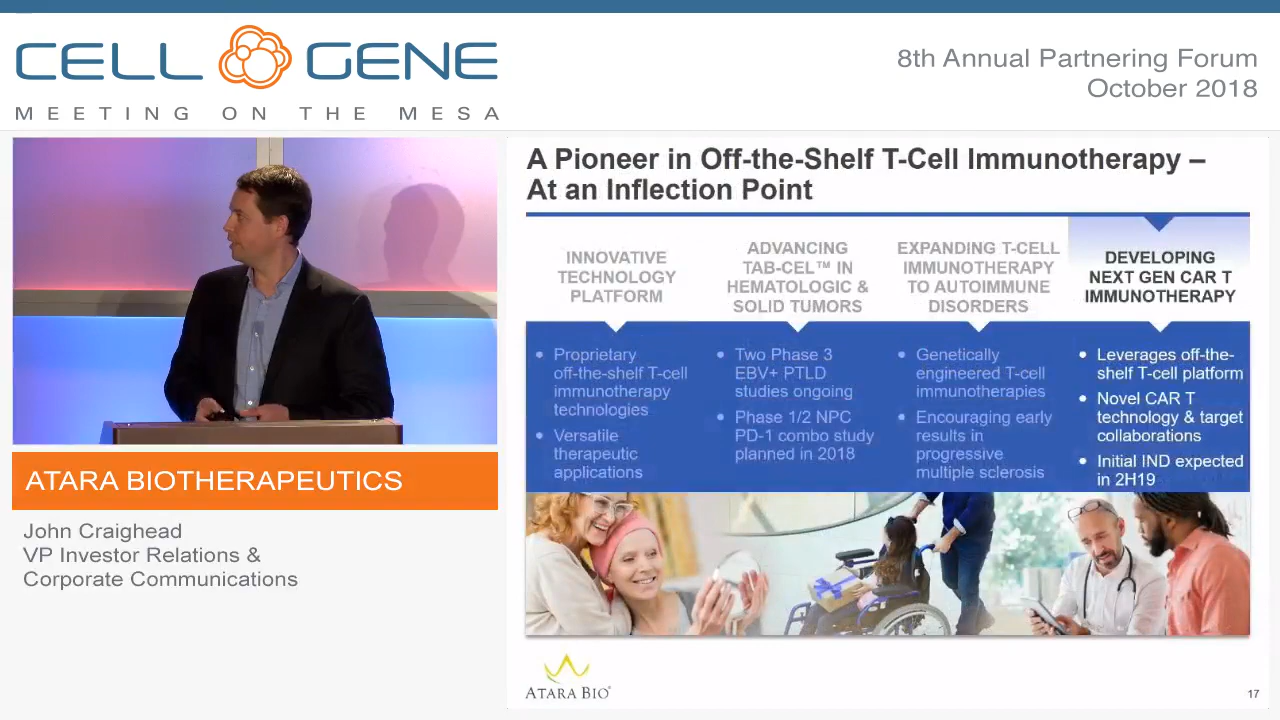 CELL GENE
MEETING ON THE MESA
8th Annual Partnering Forum
October 2018
A Pioneer in Off-the-Shelf T-Cell Immunotherapy –
At an Inflection Point
INNOVATIVE
TECHNOLOGY
PLATFORM
• Proprietary
off-the-shelf T-cell
immunotherapy
technologies
• Versatile
therapeutic
applications
ADVANCING
TAB-CEL™ IN
HEMATOLOGIC &
SOLID TUMORS
• Two Phase 3
EBV+ PTLD
studies ongoing
• Phase 1/2 NPC
PD-1 combo study
planned in 2018
EXPANDING T-CELL
IMMUNOTHERAPY
TO AUTOIMMUNE
DISORDERS
• Genetically
engineered T-cell
immunotherapies
• Encouraging early
results in
progressive
multiple sclerosis
DEVELOPING
NEXT GEN CAR T
IMMUNOTHERAPY
• Leverages off-the-
shelf T-cell platform
• Novel CAR T
technology & target
collaborations
• Initial IND expected
in 2H19
ATARA BIO®
17
ATARA BIOTHERAPEUTICS
John Craighead
VP Investor Relations &
Corporate Communications